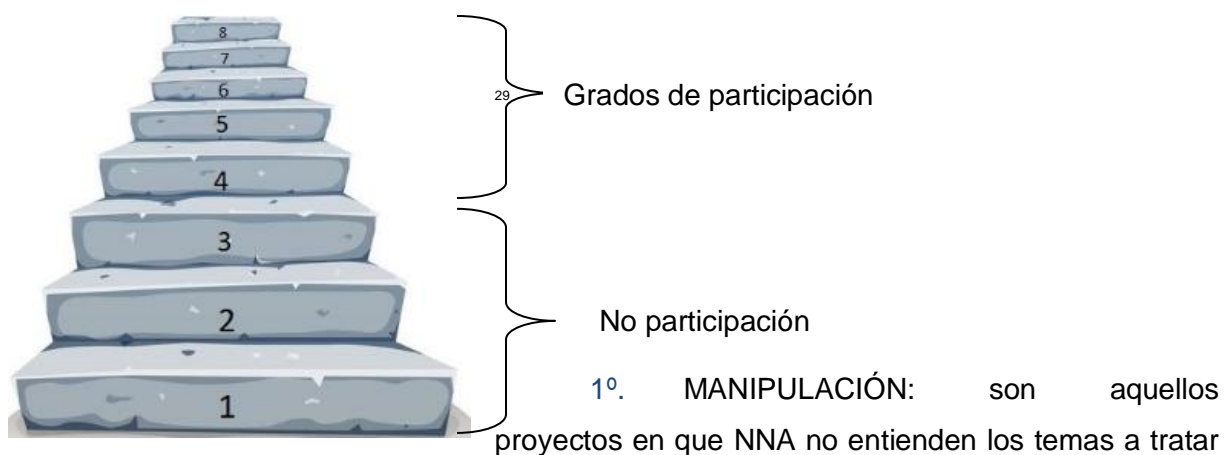 8
7
6
29 Grados de participación
5
4
3
2
No participación
1º. MANIPULACIÓN: son aquellos
1
proyectos en que NNA no entienden los temas a tratar